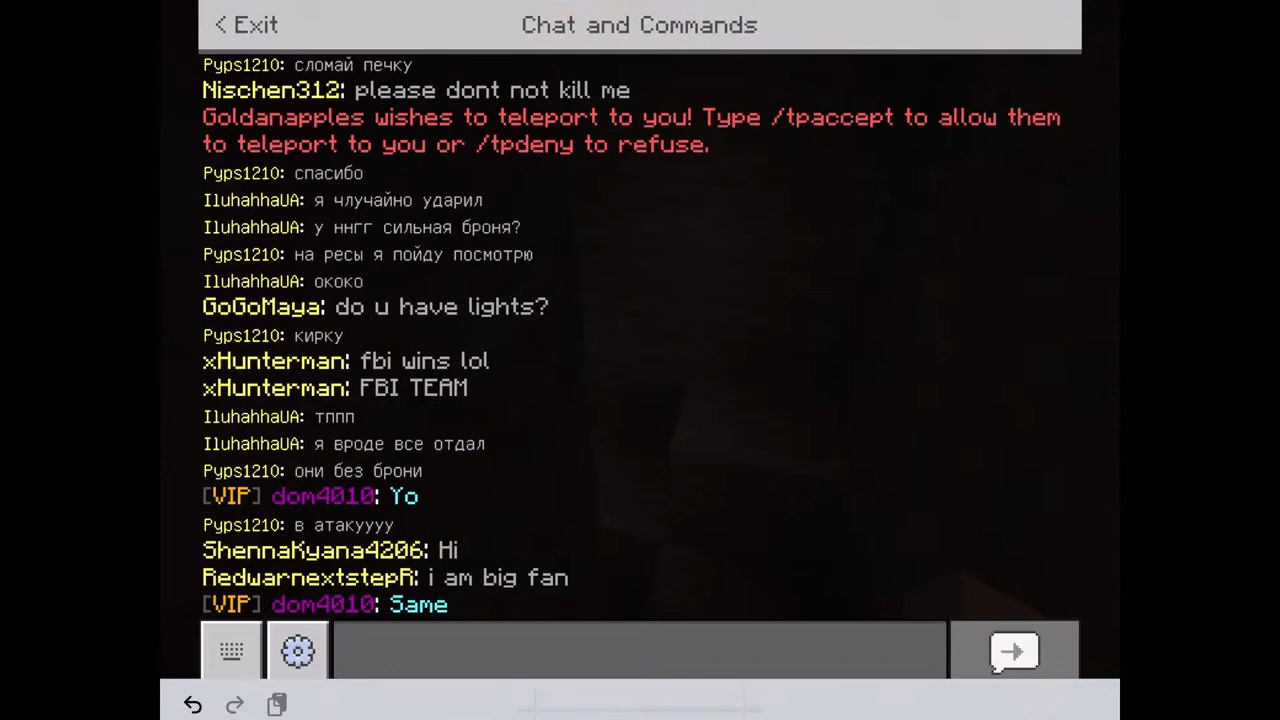 Exit
Chat and Commands
Pyps1210: сломай печку
Nischen312: please dont not kill me
Goldanapples wishes to teleport to you! Type /tpaccept to allow them
to teleport to you or /tpdeny to refuse.
Pyps1210: спасибо
IluhahhaUA: я члучайно ударил
IluhahhaUA: у ннгг сильная броня?
Pyps1210: на ресы я пойду посмотрю
IluhahhaUA: ококо
GoGoMaya: do u have lights?
Pyps1210: кирку
xHunterman: fbi wins lol
xHunterman: FBI TEAM
IluhahhaUA: тппп
IluhahhaUA: я вроде все отдал
Pyps1210: они без брони
[VIP] dom4010: Yo
Pyps1210: в атакуууу
ShennaKyana4206: Hi
RedwarnextstepR: i am big fan
[VIP] dom4010: Same